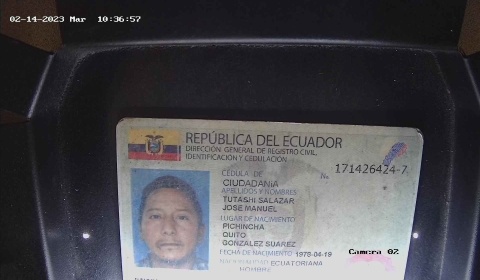 02-14-2023 Mar 10:36:57
REPÚBLICA DEL ECUADOR
DIRECCIÓN GENERAL DE REGISTRO CIVIL,
IDENTIFICACIÓN Y CEDULACIÓN
CÉDULA DE
No. 171426424-7
CIUDADANÍA
APELLIDOS Y NOMBRES
TUTASHI SALAZAR
JOSE MANUEL
LUGAR DE NACIMIENTO
PICHINCHA
QUITO
GONZALEZ SUAREZ
FECHA DE NACIMIENTO 1978-04-19
NACIONALIDAD ECUATORIANA
HOMBRE
Camera 02